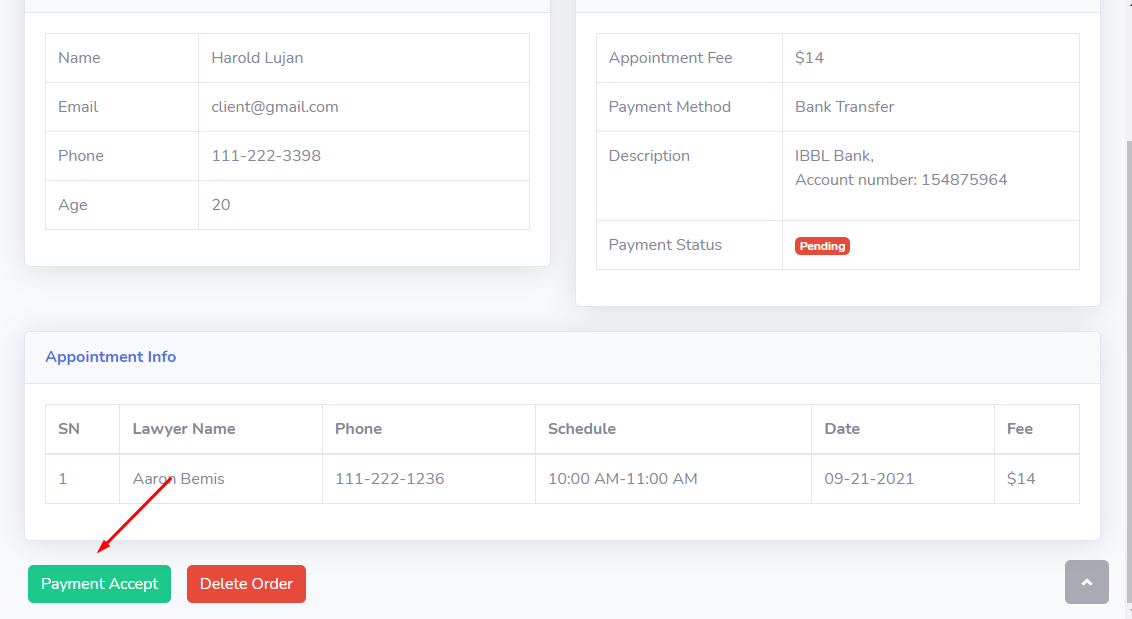 Name Harold Lujan
Email client@gmail.com
Phone 111-222-3398
Age 20
Appointment Fee $14
Payment Method Bank Transfer
Description IBBL Bank,
Account number: 154875964
Payment Status Pending
Appointment Info
SN Lawyer Name Phone Schedule Date Fee
1 Aaron Bemis 111-222-1236 10:00 AM-11:00 AM 09-21-2021 $14
Payment Accept Delete Order